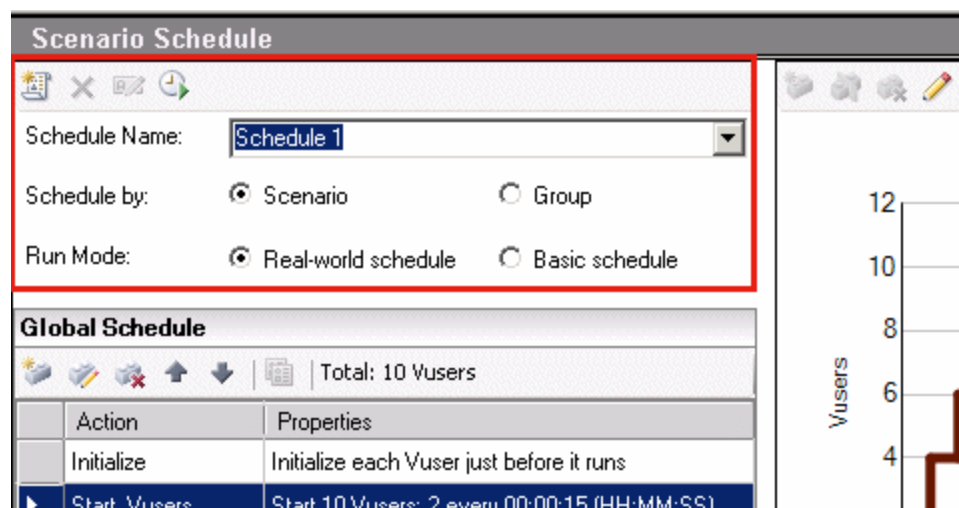 Scenario Schedule
Schedule Name: Schedule 1
Schedule by: Scenario Group
Run Mode: Real-world schedule Basic schedule
Global Schedule
Total: 10 Vusers
Action Properties
Initialize Initialize each Vuser just before it runs
Start Vusers Start 10 Vusers: 2 every 00:00:15 (HH:MM:SS)
12
10
8
6
4
Vusers